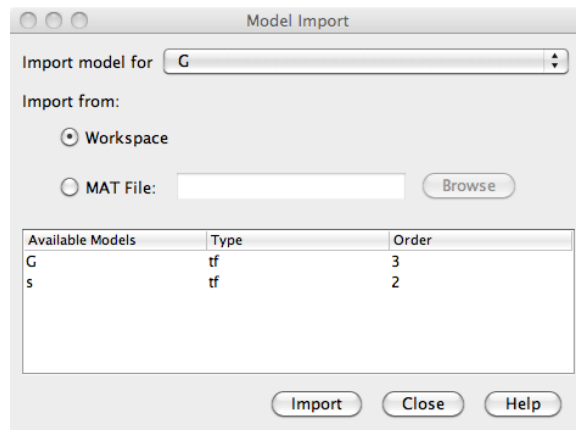 Model Import
Import model for G
Import from:
Workspace
MAT File: Browse
Available Models Type Order
G tf 3
s tf 2
Import Close Help